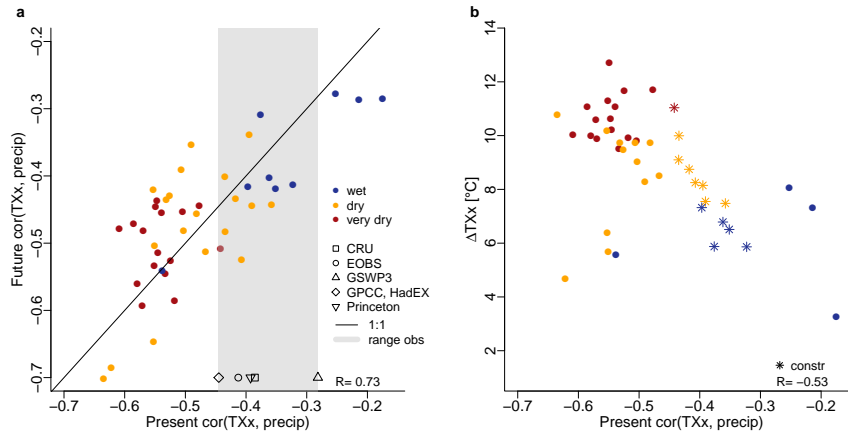 a
−0.2
−0.3
−0.4
−0.5
−0.6
−0.7
Future cor(TXx, precip)
wet
dry
very dry
CRU
EOBS
GSWP3
GPCC, HadEX
Princeton
1:1
range obs
R= 0.73
−0.7 −0.6 −0.5 −0.4 −0.3 −0.2
Present cor(TXx, precip)
b
14
12
10
8
6
4
2
ΔTXx [°C]
constr
R= −0.53
−0.7 −0.6 −0.5 −0.4 −0.3 −0.2
Present cor(TXx, precip)